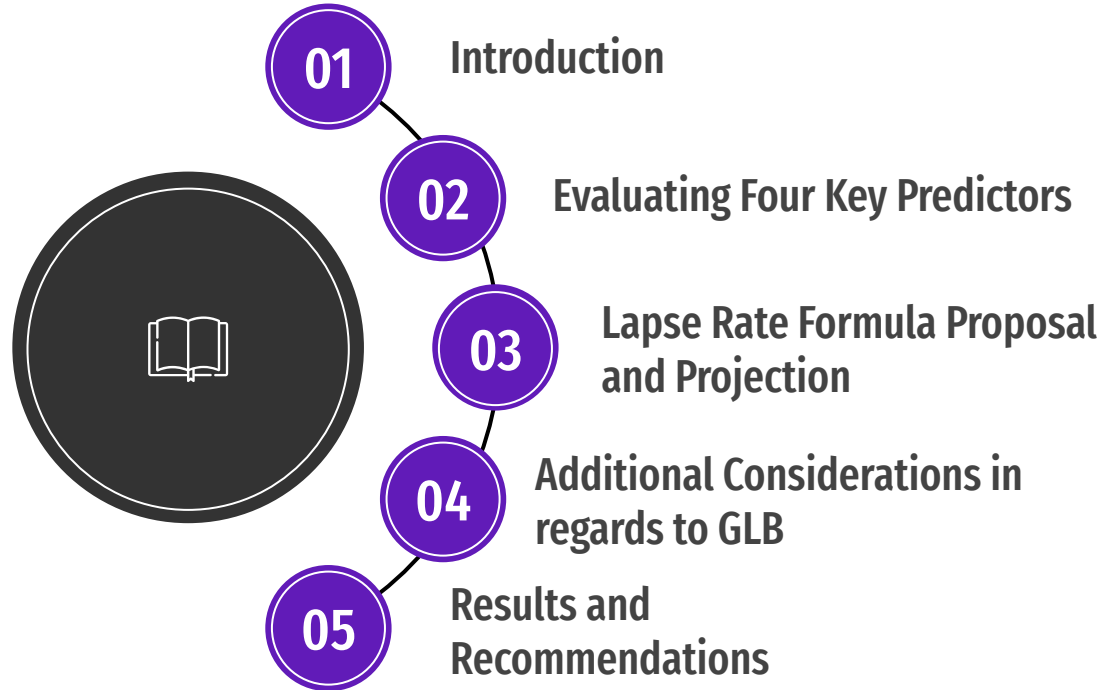 01
Introduction
02
Evaluating Four Key Predictors
03
Lapse Rate Formula Proposal
and Projection
04
Additional Considerations in
regards to GLB
05
Results and
Recommendations